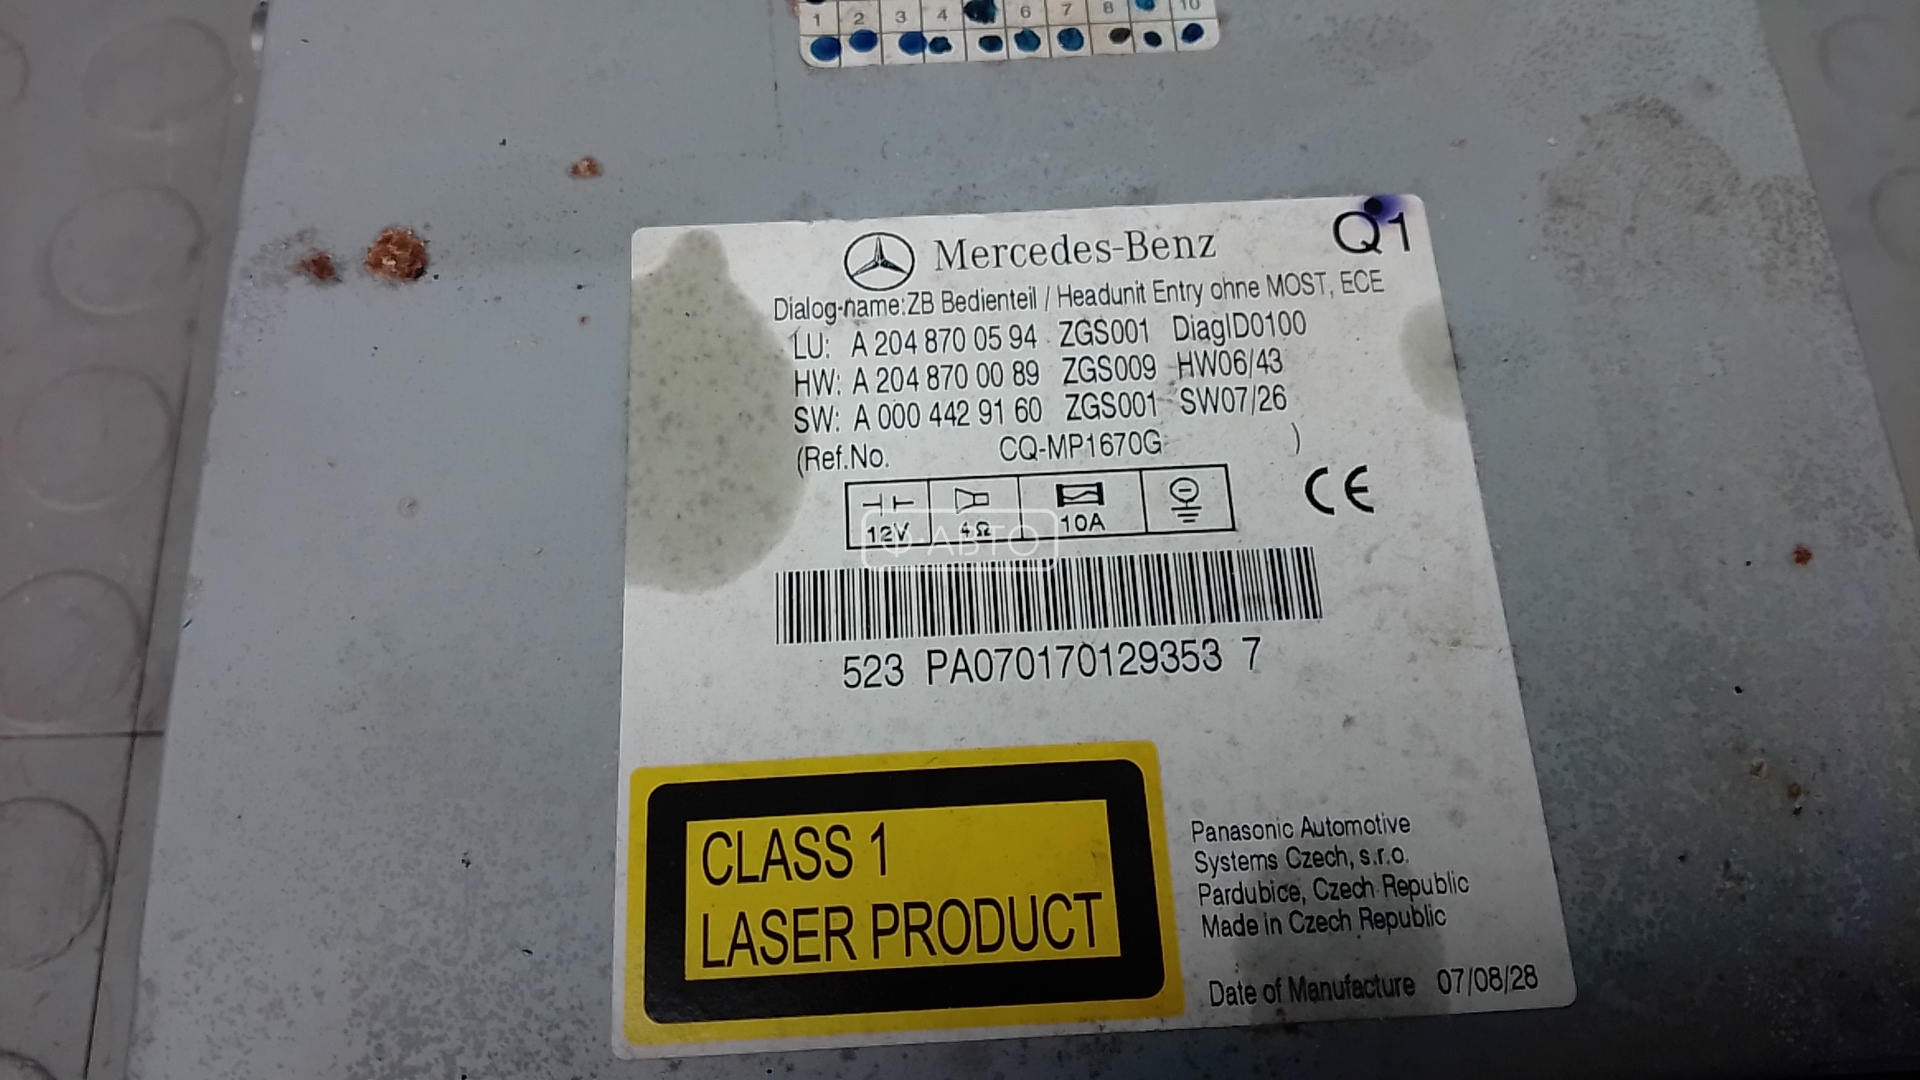 1 2 3 4 6 7 8 10
Q1
Mercedes-Benz
Dialog-name:ZB Bedienteil / Headunit Entry ohne MOST, ECE
LU: A 204 870 05 94 ZGS001 DiagID0100
HW: A 204 870 00 89 ZGS009 HW06/43
SW: A 000 442 91 60 ZGS001 SW07/26
(Ref.No. CQ-MP1670G )
12V 4Ω 10A
CE
Ф·АВТО
523 PA070170129353 7
CLASS 1
LASER PRODUCT
Panasonic Automotive
Systems Czech, s.r.o.
Pardubice, Czech Republic
Made in Czech Republic
Date of Manufacture 07/08/28